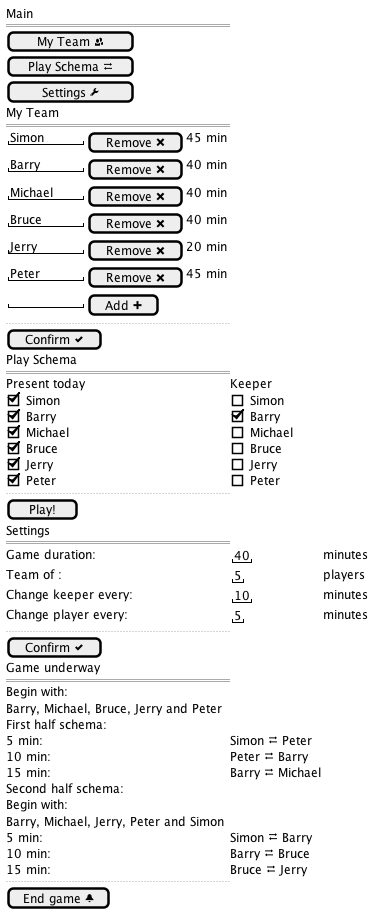 Main
My Team
Play Schema ⇄
Settings
My Team
Simon Remove ✖ 45 min
Barry Remove ✖ 40 min
Michael Remove ✖ 40 min
Bruce Remove ✖ 40 min
Jerry Remove ✖ 20 min
Peter Remove ✖ 45 min
Add ✚
Confirm ✔
Play Schema
Present today Keeper
Simon Simon
Barry Barry
Michael Michael
Bruce Bruce
Jerry Jerry
Peter Peter
Play!
Settings
Game duration: 40 minutes
Team of : 5 players
Change keeper every: 10 minutes
Change player every: 5 minutes
Confirm ✔
Game underway
Begin with:
Barry, Michael, Bruce, Jerry and Peter
First half schema:
5 min: Simon ⇄ Peter
10 min: Peter ⇄ Barry
15 min: Barry ⇄ Michael
Second half schema:
Begin with:
Barry, Michael, Jerry, Peter and Simon
5 min: Simon ⇄ Barry
10 min: Barry ⇄ Bruce
15 min: Bruce ⇄ Jerry
End game